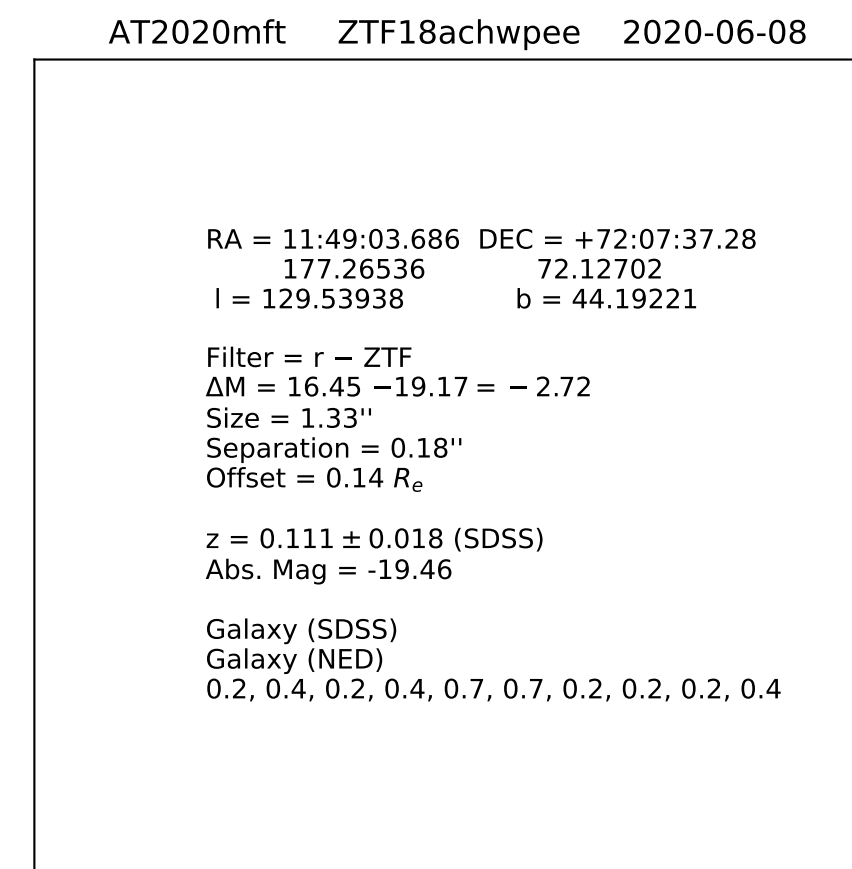 AT2020mft ZTF18achwpee 2020-06-08
RA = 11:49:03.686 DEC = +72:07:37.28
177.26536 72.12702
l = 129.53938 b = 44.19221
Filter = r − ZTF
ΔM = 16.45 −19.17 = − 2.72
Size = 1.33''
Separation = 0.18''
Offset = 0.14 Rₑ
z = 0.111 ± 0.018 (SDSS)
Abs. Mag = -19.46
Galaxy (SDSS)
Galaxy (NED)
0.2, 0.4, 0.2, 0.4, 0.7, 0.7, 0.2, 0.2, 0.2, 0.4